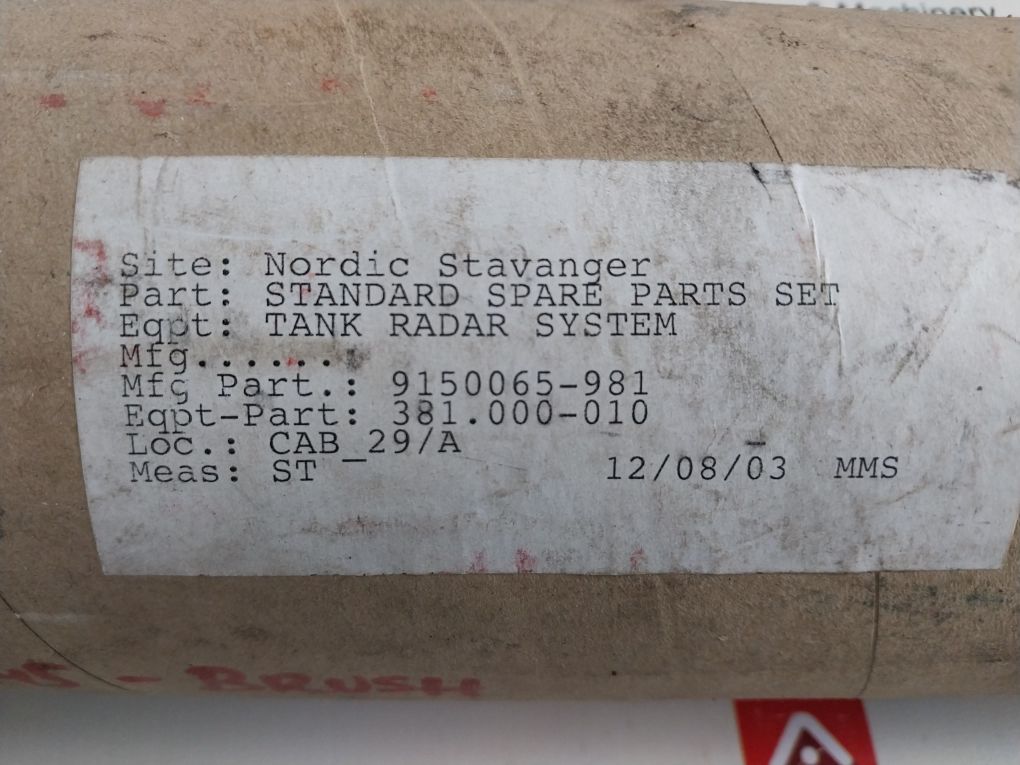 & Machinery
Site: Nordic Stavanger
Part: STANDARD SPARE PARTS SET
Eqpt: TANK RADAR SYSTEM
Mfg.......:
Mfg Part.: 9150065-981
Eqpt-Part: 381.000-010
Loc.: CAB_29/A
Meas: ST 12/08/03 MMS
- BRUSH